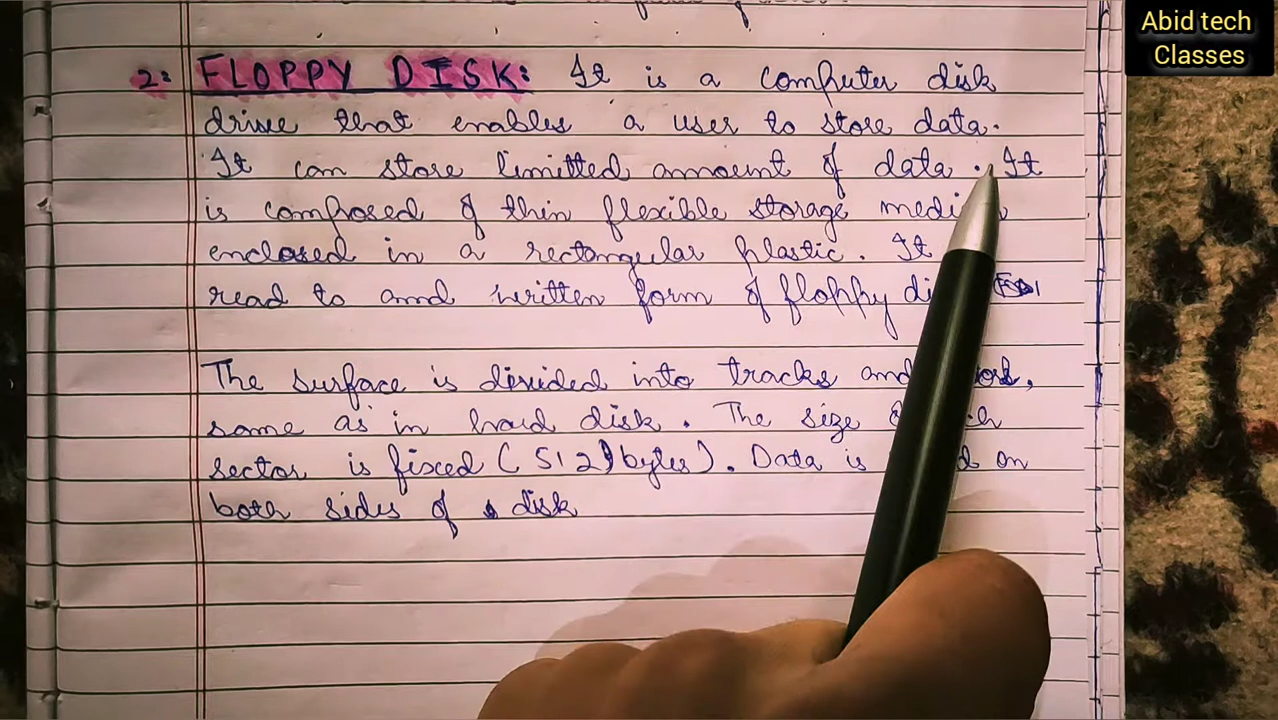 Abid tech
Classes
2: FLOPPY DISK: It is a computer disk
drive that enables a user to store data.
It can store limitted amount of data. It
is composed of thin flexible storage
enclosed in a rectangular plastic. It
read to and written form of floppy
The surface is divided into tracks and
same as in hard disk. The size
sector is fixed (512) bytes). Data is on
both sides of disk